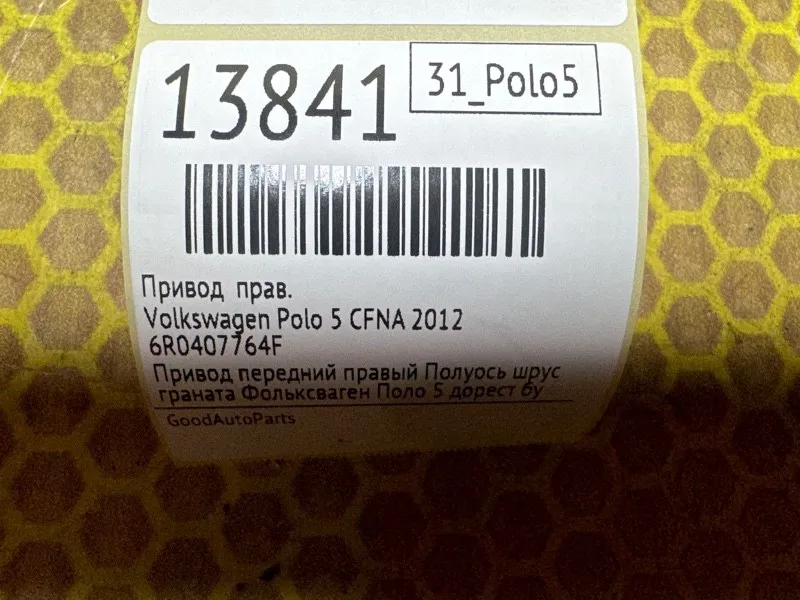 13841
31_Polo5
Привод прав.
Volkswagen Polo 5 CFNA 2012
6R0407764F
Привод передний правый Полуось шрус
граната Фольксваген Поло 5 дорест бу
GoodAutoParts